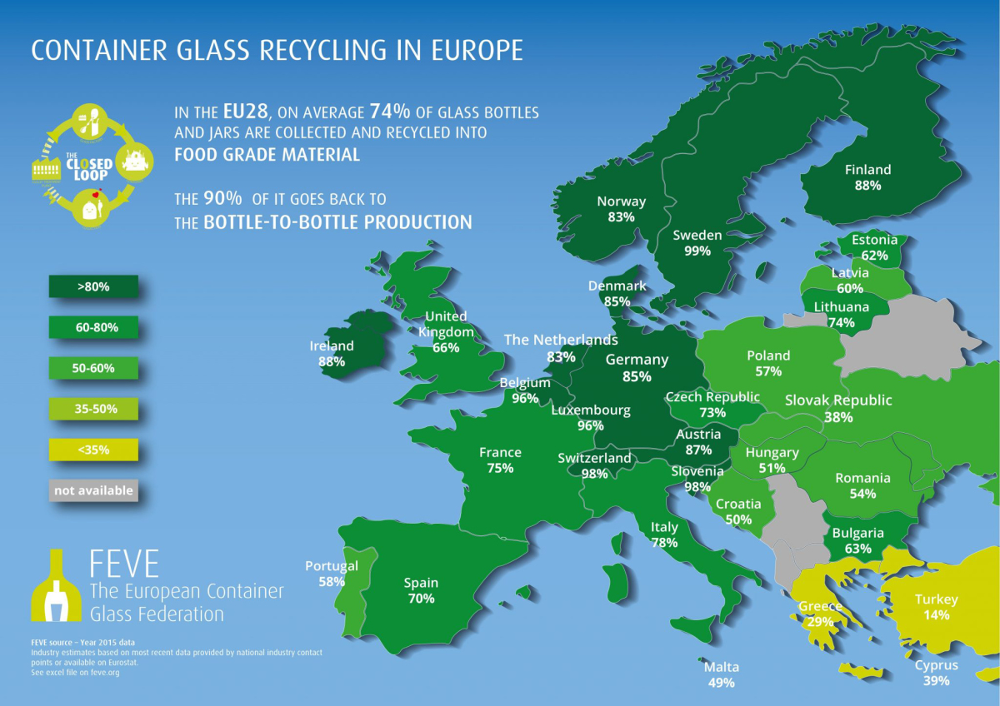 CONTAINER GLASS RECYCLING IN EUROPE
IN THE EU28, ON AVERAGE 74% OF GLASS BOTTLES
AND JARS ARE COLLECTED AND RECYCLED INTO
FOOD GRADE MATERIAL
THE
CLOSED
LOOP
THE 90% OF IT GOES BACK TO
THE BOTTLE-TO-BOTTLE PRODUCTION
>80%
60-80%
50-60%
35-50%
<35%
not available
Finland
88%
Norway
83%
Sweden
99%
Estonia
62%
Latvia
60%
Lithuana
74%
Denmark
85%
United
Kingdom
66%
Ireland
88%
The Netherlands
83%
Germany
85%
Poland
57%
Belgium
96%
Luxembourg
96%
Czech Republic
73%
Slovak Republic
38%
France
75%
Switzerland
98%
Austria
87%
Slovenia
98%
Hungary
51%
Romania
54%
Croatia
50%
Italy
78%
Bulgaria
63%
Portugal
58%
Spain
70%
Greece
29%
Turkey
14%
Malta
49%
Cyprus
39%
FEVE
The European Container
Glass Federation
FEVE source – Year 2015 data
Industry estimates based on most recent data provided by national industry contact
points or available on Eurostat.
See excel file on feve.org